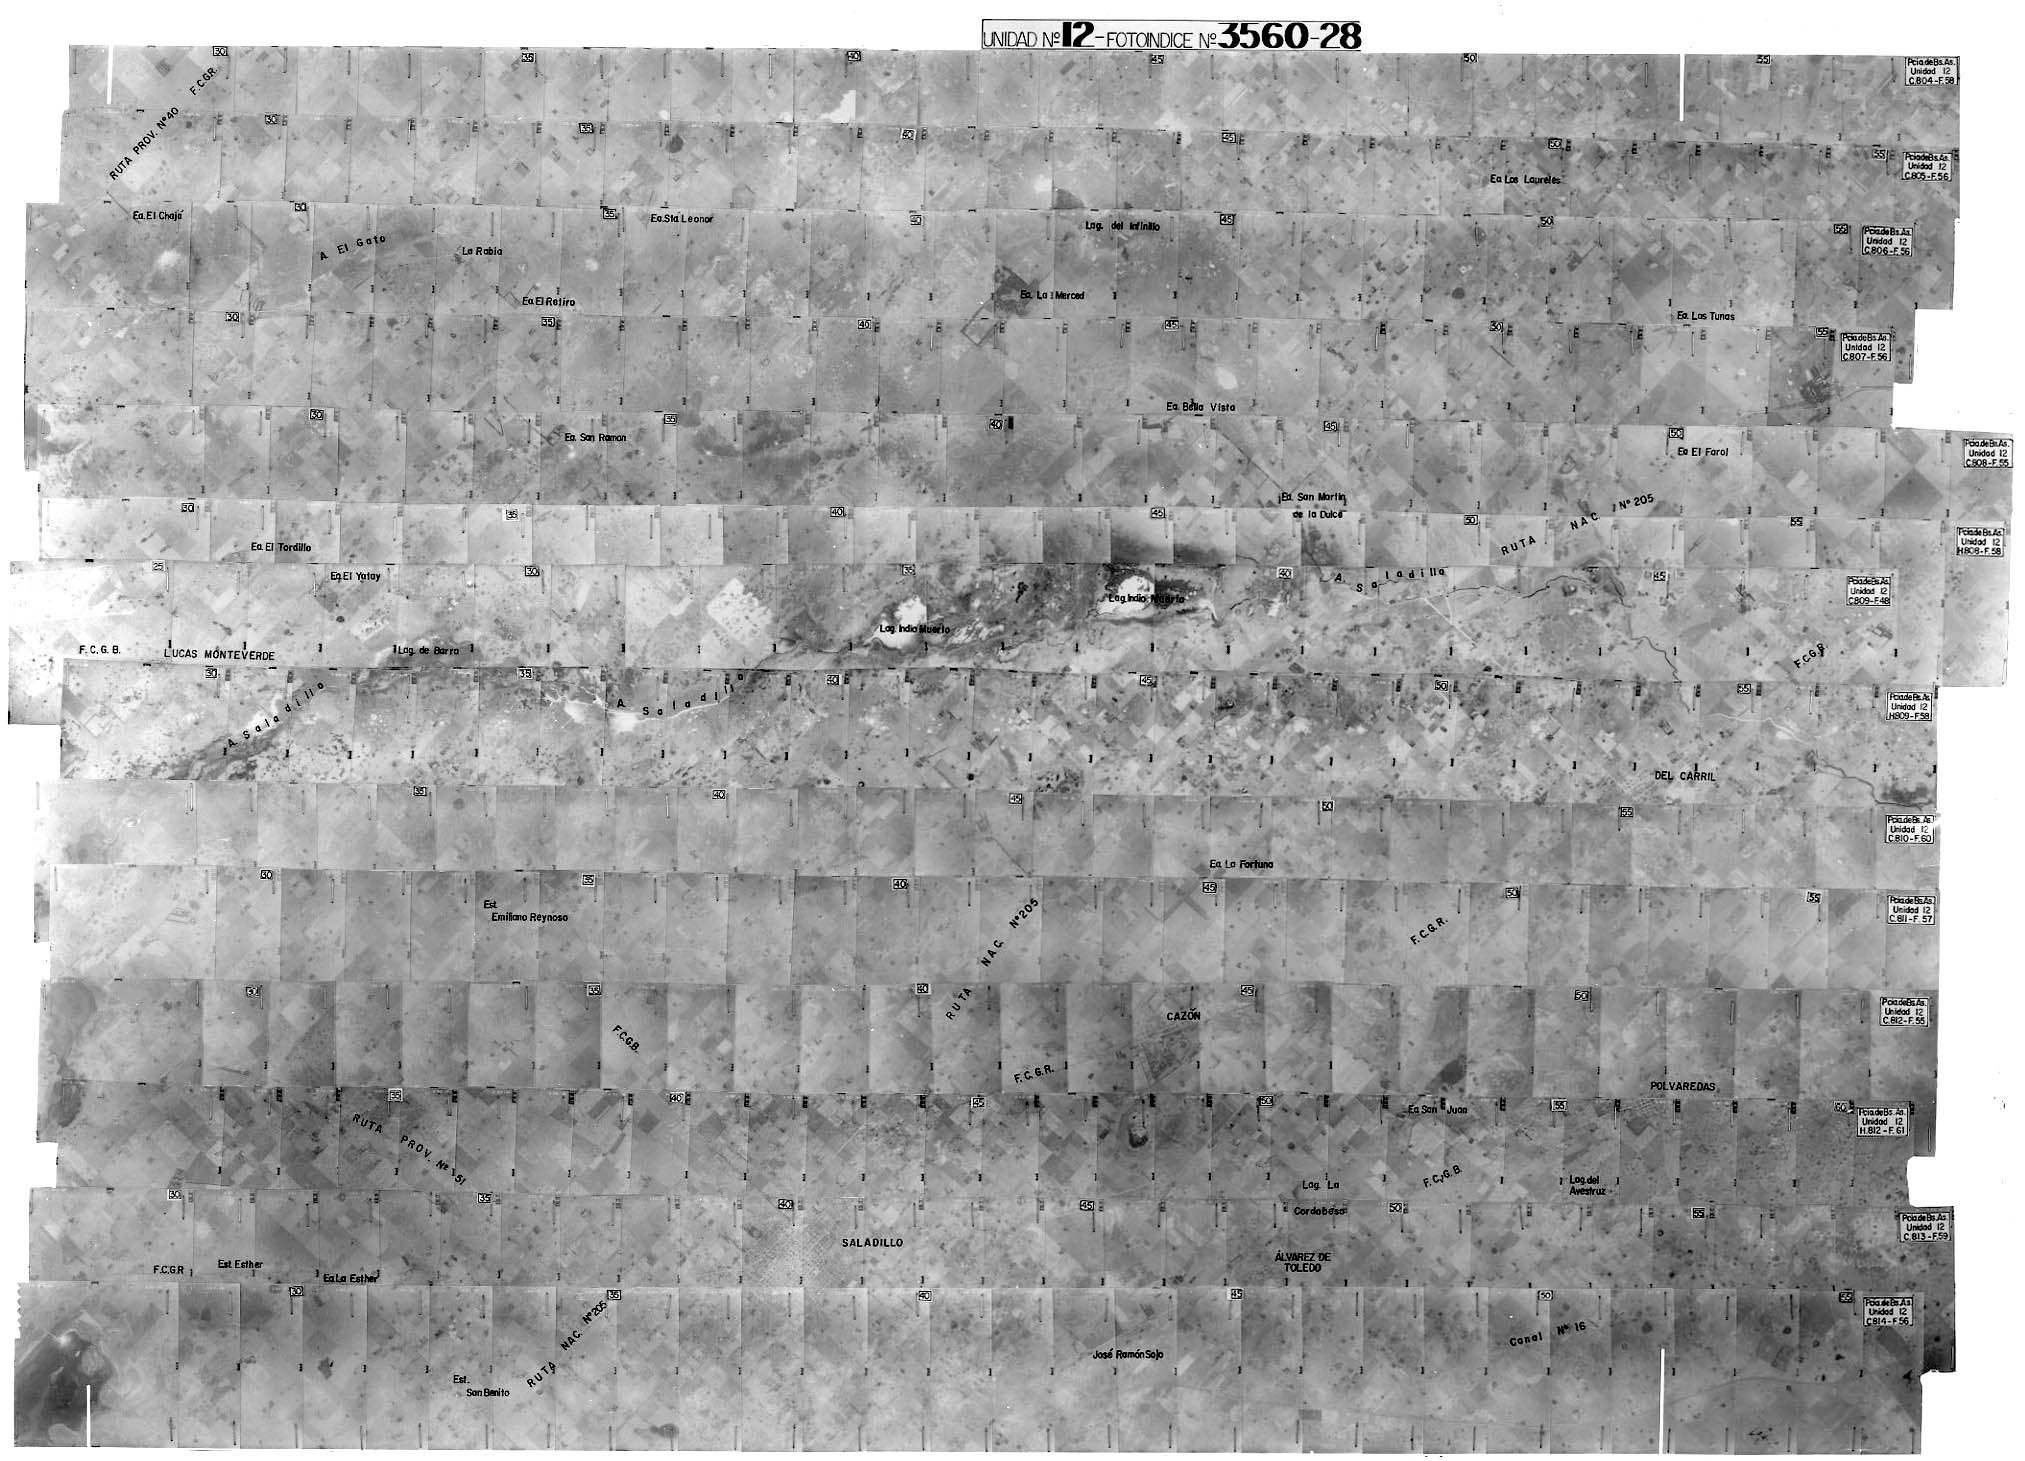 UNIDAD Nº 12 - FOTOINDICE Nº 3560-28
30 35 40 45 50 55
Pcia.de Bs.As.
Unidad 12
C.804-F.58
F.C.G.R.
RUTA PROV. Nº 40
30 35 40 45 50 55
Pcia.de Bs.As.
Unidad 12
C.805-F.56
Ea. Los Laureles
30 35 40 45 50 55
Ea. El Chajá
Ea. Sta Leonor
Lag. del Infinillo
Pcia.de Bs.As.
Unidad 12
C.806-F.56
A. El Gato
La Rabia
Ea. El Retiro
Ea. La Merced
Ea. Las Tunas
30 35 40 45 50 55
Pcia.de Bs.As.
Unidad 12
C.807-F.56
Ea. Bella Vista
30 35 40 45 50
Ea. San Ramon
Ea. El Farol
Pcia.de Bs.As.
Unidad 12
C.808-F.55
Ea. San Martin
de la Dulce
RUTA NAC. Nº 205
30 35 40 45 50 55
Pcia.de Bs.As.
Unidad 12
H.808-F.58
Ea. El Tordillo
25 30 35 40 45
Ea. El Yatay
A. Saladillo
Pcia.de Bs.As.
Unidad 12
C.809-F.48
Lag. Indio Muerto
F.C.G.B.
LUCAS MONTEVERDE
Lag. de Barra
F.C.G.B.
30 35 40 45 50 55
A. Saladillo
A. Saladillo
Pcia.de Bs.As.
Unidad 12
H.809-F.58
DEL CARRIL
35 40 45 50 55
Pcia.de Bs.As.
Unidad 12
C.810-F.60
Ea. La Fortuna
30 35 40 45 50 55
Est.
Emiliano Reynoso
RUTA NAC. Nº 205
F.C.G.R.
Pcia.de Bs.As.
Unidad 12
C.811-F.57
30 35 40 45 50
CAZÓN
Pcia.de Bs.As.
Unidad 12
C.812-F.55
F.C.G.B.
F.C.G.R.
POLVAREDAS
35 40 45 50 55 60
Ea. San Juan
Pcia.de Bs.As.
Unidad 12
H.812-F.61
RUTA PROV. Nº 51
F.C.G.B.
Lag. La
Cordobesa
Lag. del
Avestruz
30 35 40 45 50 55
Pcia.de Bs.As.
Unidad 12
C.813-F.59
SALADILLO
ÁLVAREZ DE
TOLEDO
F.C.G.R
Est. Esther
Ea. La Esther
30 35 40 45 50 55
Pcia.de Bs.As.
Unidad 12
C.814-F.56
RUTA NAC. Nº 205
Canal Nº 16
José Ramón Sojo
Est.
San Benito